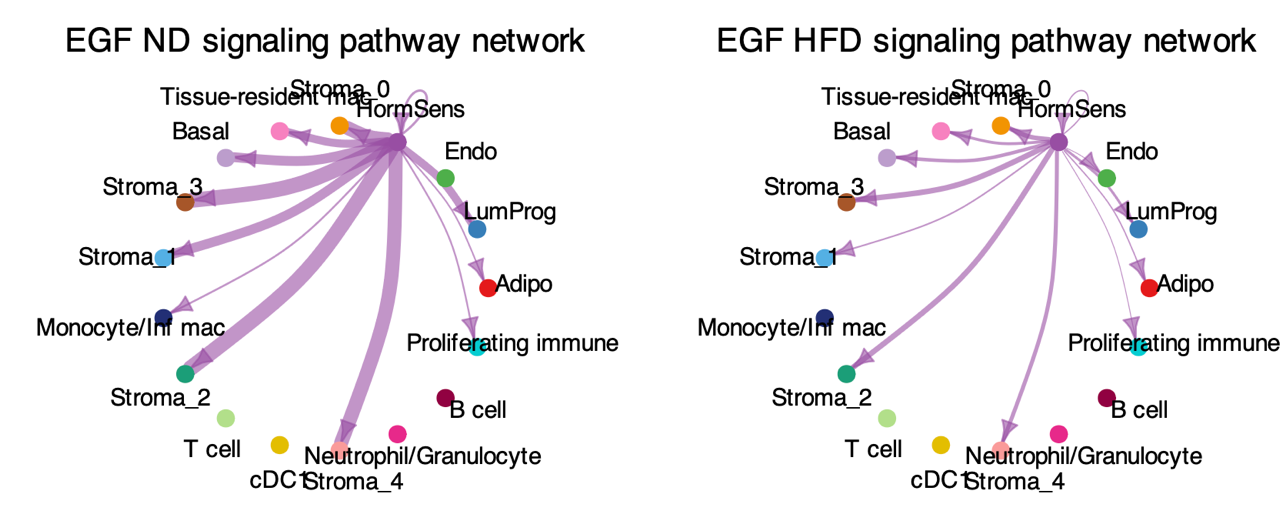 EGF ND signaling pathway network
Stroma_0
Tissue-resident mac
HormSens
Basal
Endo
Stroma_3
LumProg
Stroma_1
Adipo
Monocyte/Inf mac
Proliferating immune
Stroma_2
B cell
T cell
Neutrophil/Granulocyte
cDC1
Stroma_4
EGF HFD signaling pathway network
Stroma_0
Tissue-resident mac
HormSens
Basal
Endo
Stroma_3
LumProg
Stroma_1
Adipo
Monocyte/Inf mac
Proliferating immune
Stroma_2
B cell
T cell
Neutrophil/Granulocyte
cDC1
Stroma_4